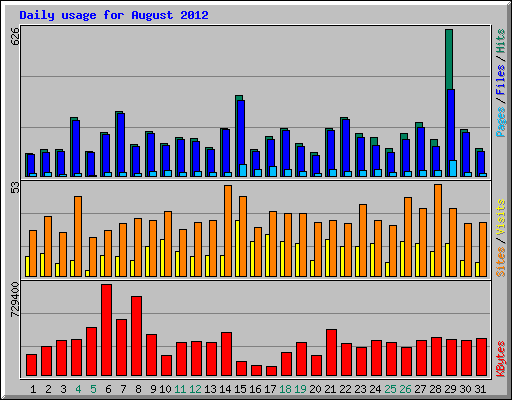 Daily usage for August 2012
626
Pages / Files / Hits
53
Sites / Visits
729400
KBytes
1 2 3 4 5 6 7 8 9 10 11 12 13 14 15 16 17 18 19 20 21 22 23 24 25 26 27 28 29 30 31